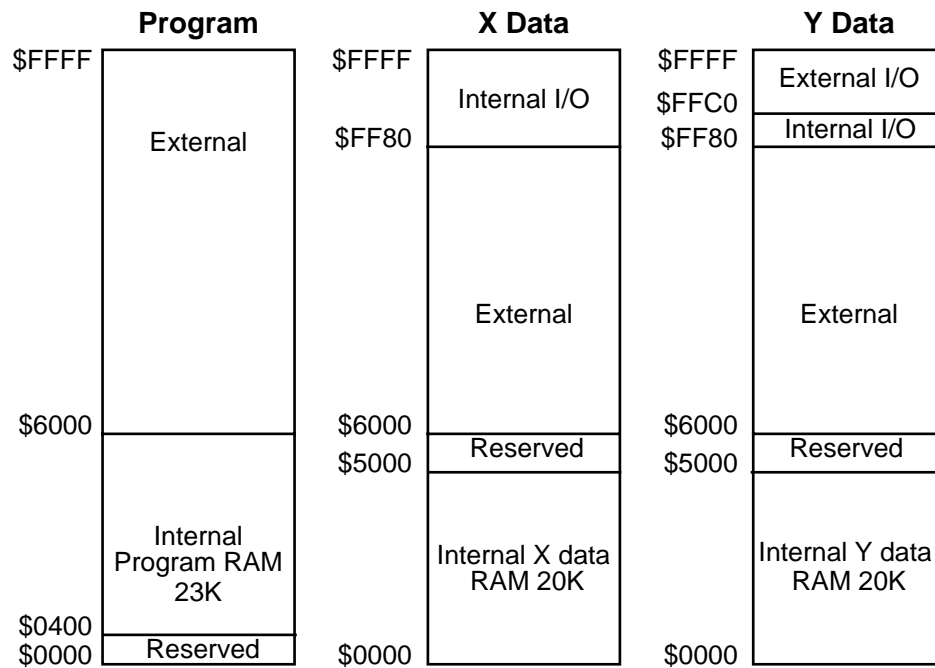 Program
$FFFF
External
$6000
Internal
Program RAM
23K
$0400
Reserved
$0000
X Data
$FFFF
Internal I/O
$FF80
External
$6000
Reserved
$5000
Internal X data
RAM 20K
$0000
Y Data
$FFFF
External I/O
$FFC0
Internal I/O
$FF80
External
$6000
Reserved
$5000
Internal Y data
RAM 20K
$0000